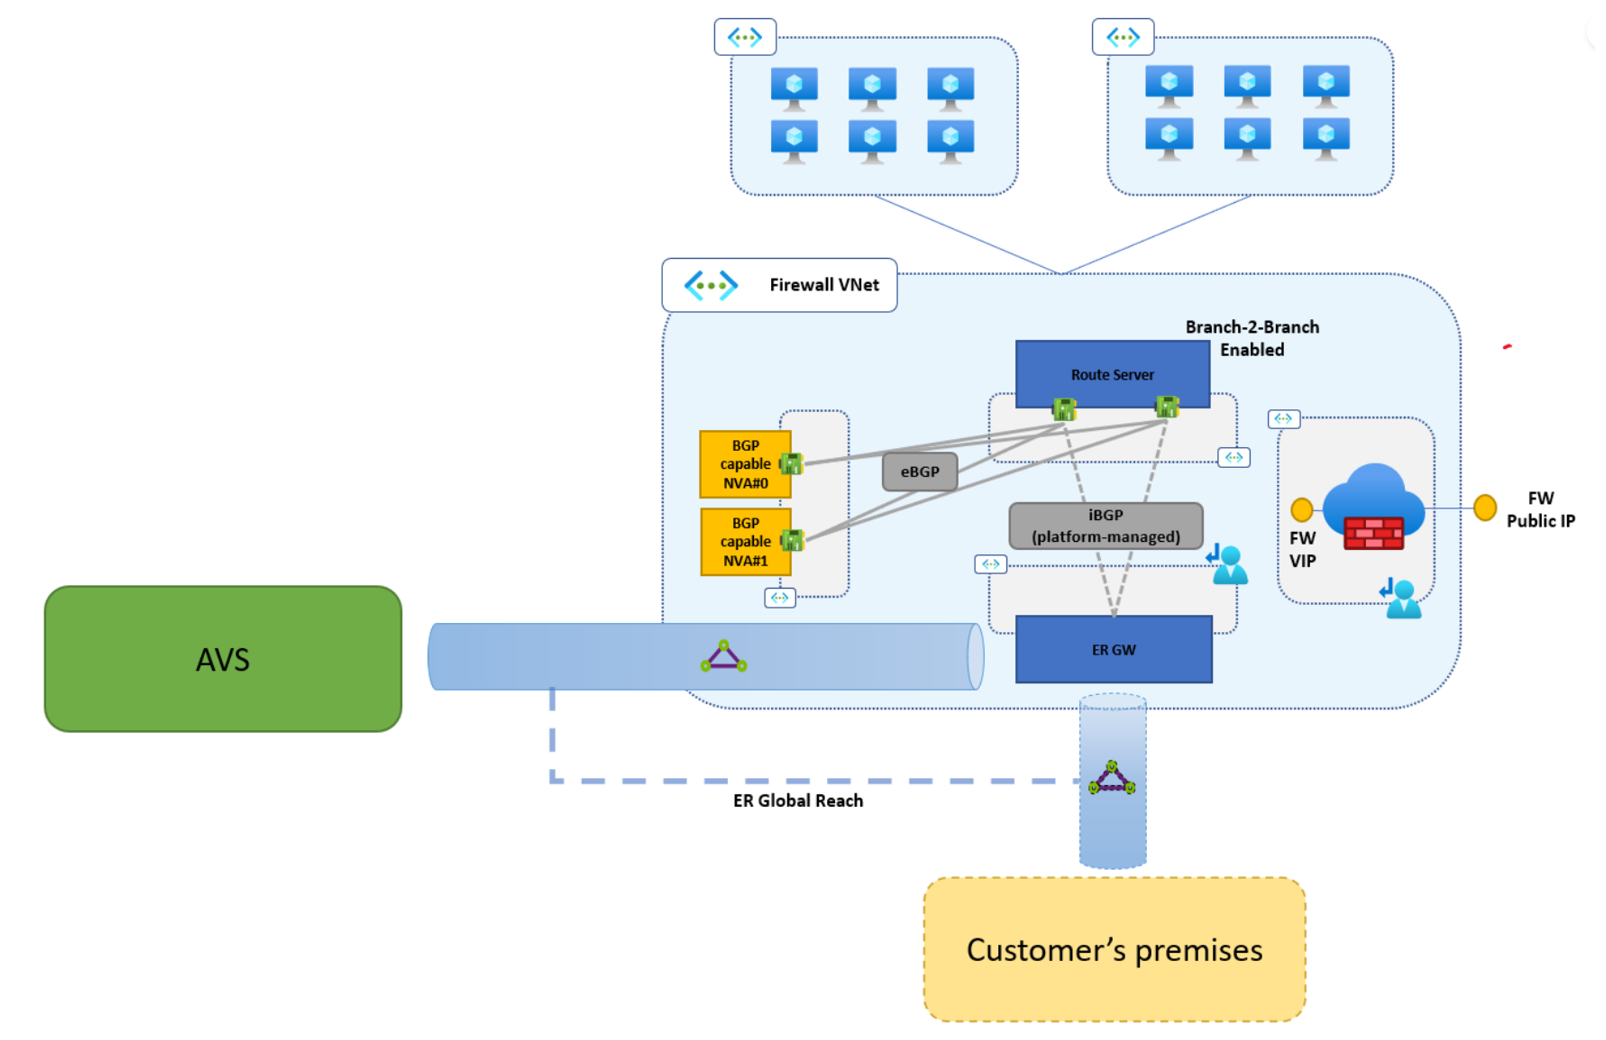 Firewall VNet
Branch-2-Branch
Enabled
Route Server
BGP
capable
NVA#0
eBGP
BGP
capable
NVA#1
iBGP
(platform-managed)
FW
VIP
FW
Public IP
AVS
ER GW
ER Global Reach
Customer’s premises